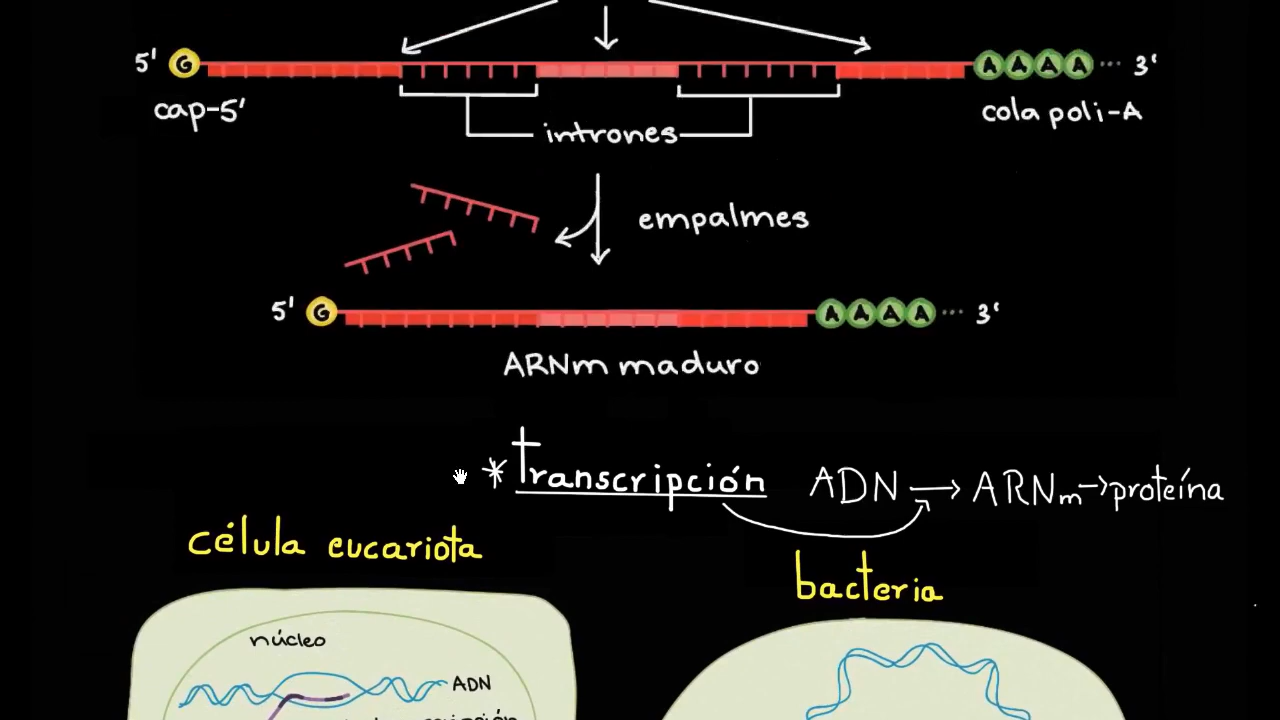 5' G A A A A ... 3'
cap-5' cola poli-A
intrones
empalmes
5' G A A A A ... 3'
ARNm maduro
*transcripción ADN → ARNm → proteína
célula eucariota
bacteria
núcleo
ADN